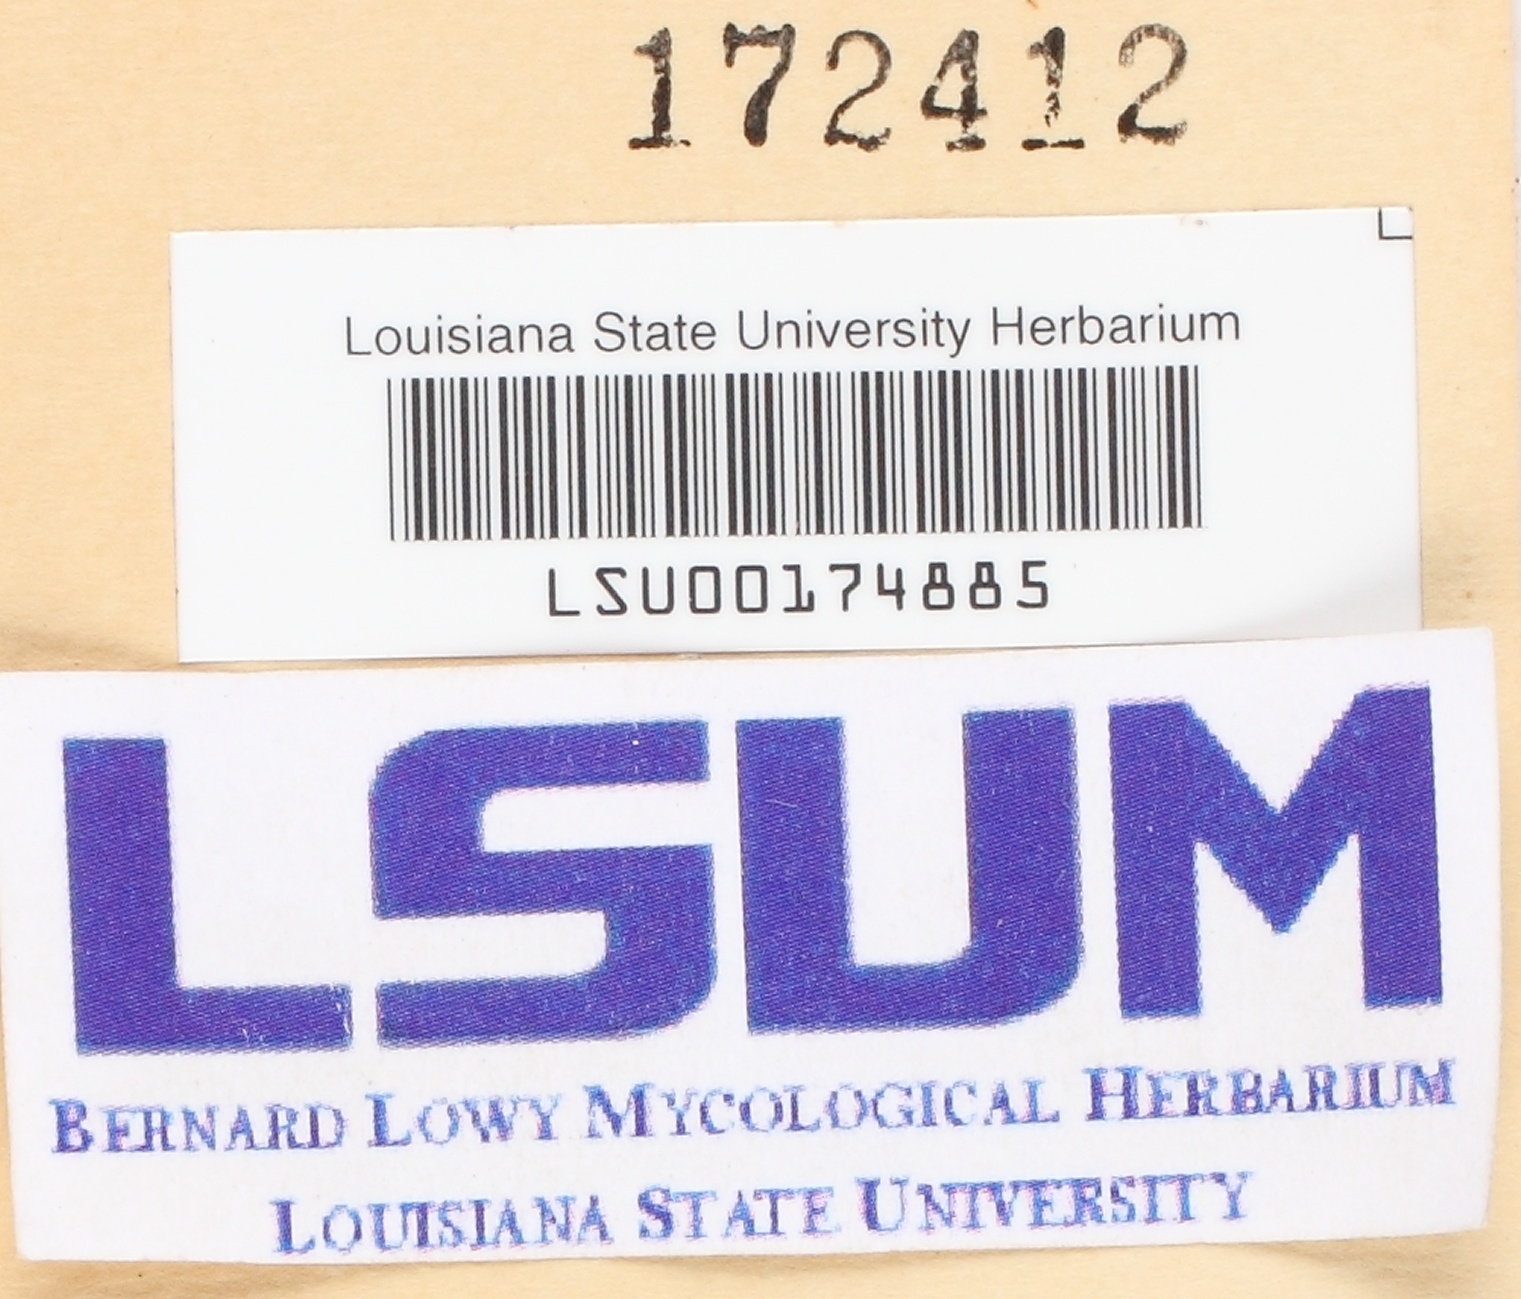 172412
Louisiana State University Herbarium
LSU00174885
LSUM
BERNARD LOWY MYCOLOGICAL HERBARIUM
LOUISIANA STATE UNIVERSITY